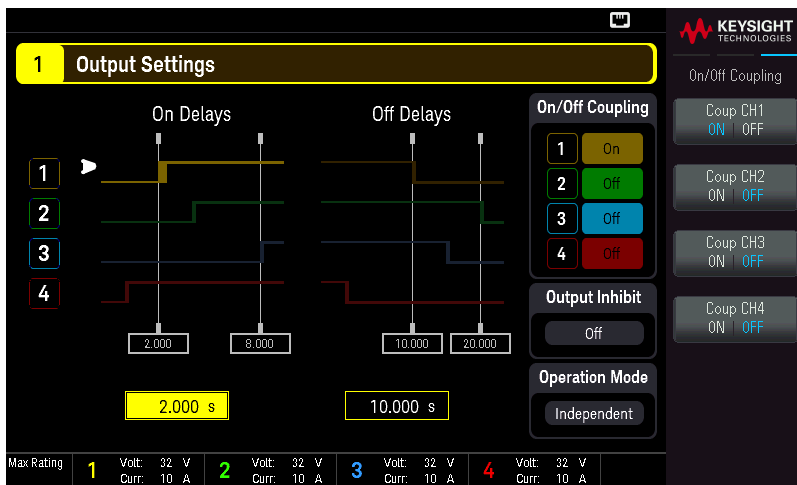 KEYSIGHT
TECHNOLOGIES
1 Output Settings
On/Off Coupling
On Delays
Off Delays
On/Off Coupling
1 On
2 Off
3 Off
4 Off
1
2
3
4
2.000
8.000
10.000
20.000
2.000 s
10.000 s
Output Inhibit
Off
Operation Mode
Independent
Coup CH1
ON | OFF
Coup CH2
ON | OFF
Coup CH3
ON | OFF
Coup CH4
ON | OFF
Max Rating
1 Volt: 32 V
Curr: 10 A
2 Volt: 32 V
Curr: 10 A
3 Volt: 32 V
Curr: 10 A
4 Volt: 32 V
Curr: 10 A